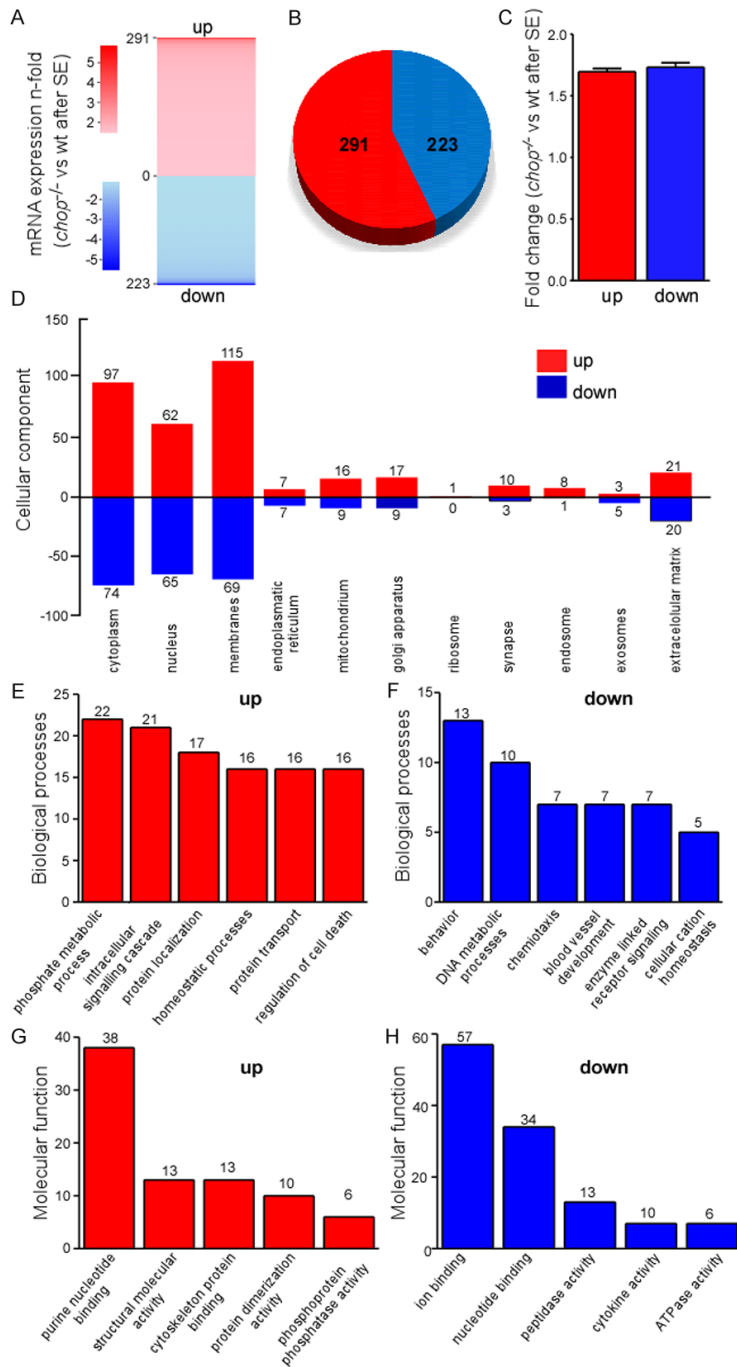 A
up
291
0
223
down
mRNA expression n-fold
(chop-/- vs wt after SE)
5
4
3
2
-2
-3
-4
-5
B
291
223
C
Fold change (chop-/- vs wt after SE)
2.0
1.5
1.0
0.5
0.0
up
down
D
Cellular component
150
100
50
0
-50
-100
up
down
97
62
115
7
16
17
1
10
8
3
21
74
65
69
7
9
9
0
3
1
5
20
cytoplasm
nucleus
membranes
endoplasmatic
reticulum
mitochondrium
golgi apparatus
ribosome
synapse
endosome
exosomes
extracelolular matrix
E
up
Biological processes
25
20
15
10
5
0
22
21
17
16
16
16
phosphate metabolic
process
intracellular
signalling cascade
protein localization
homeostatic processes
protein transport
regulation of cell death
F
down
Biological processes
15
10
5
0
13
10
7
7
7
5
behavior
DNA metabolic
processes
chemiotaxis
blood vessel
development
enzyme linked
receptor signaling
cellular cation
homeostasis
G
up
Molecular function
40
30
20
10
0
38
13
13
10
6
purine nucleotide
binding
structural molecular
activity
cytoskeleton protein
binding
protein dimerization
activity
phosphoprotein
phosphatase activity
H
down
Molecular function
60
40
20
0
57
34
13
10
6
ion binding
nucleotide binding
peptidase activity
cytokine activity
ATPase activity